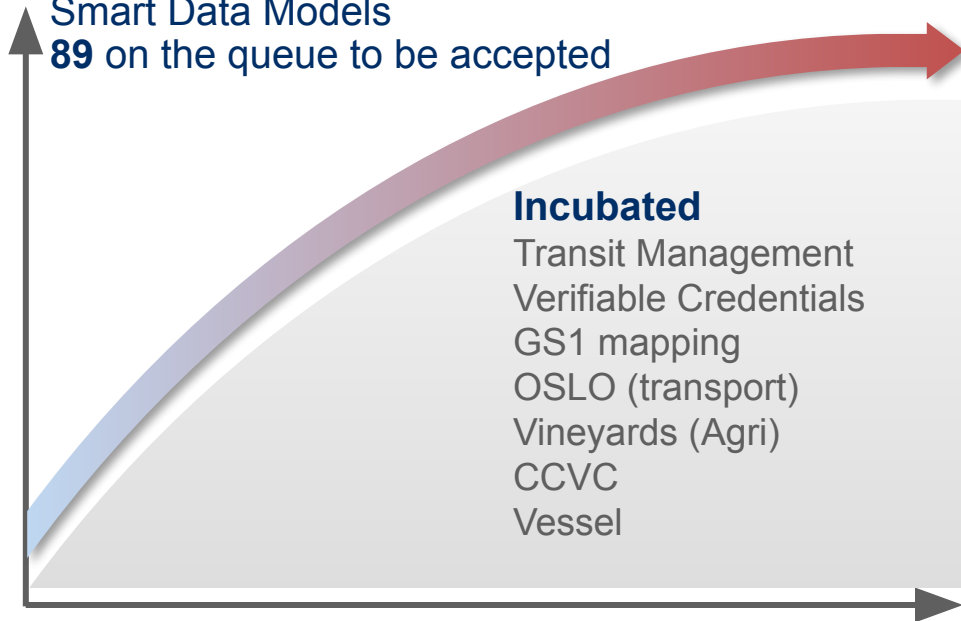 Smart Data Models
89 on the queue to be accepted
Incubated
Transit Management
Verifiable Credentials
GS1 mapping
OSLO (transport)
Vineyards (Agri)
CCVC
Vessel